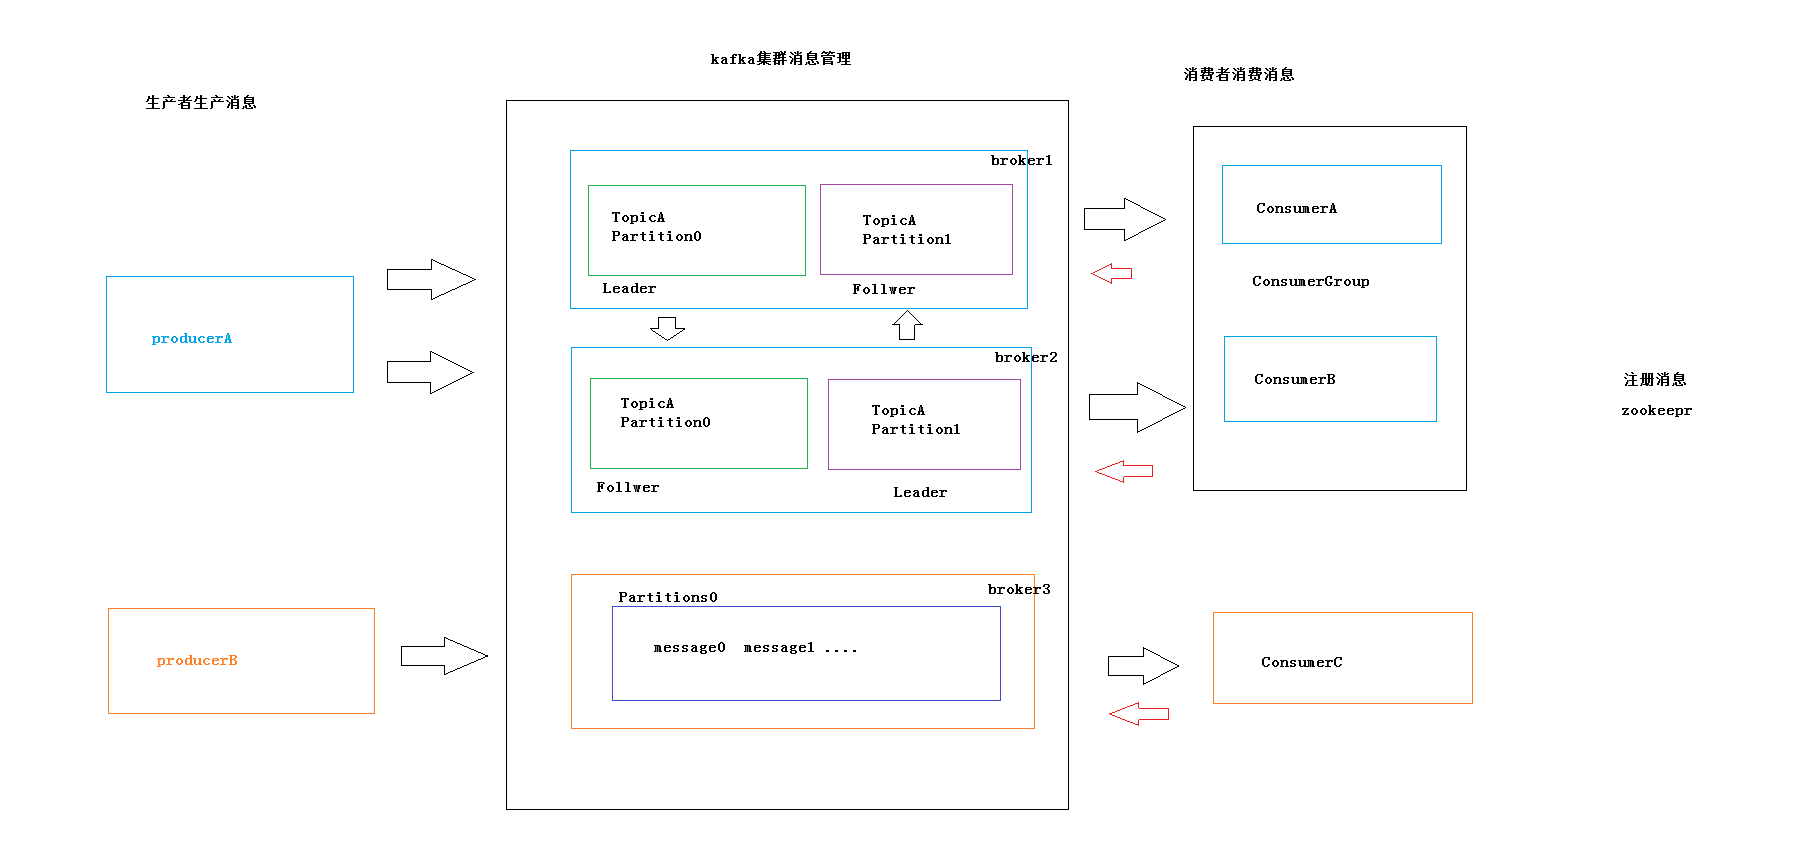 kafka集群消息管理
消费者消费消息
生产者生产消息
broker1
TopicA
Partition0
TopicA
Partition1
Leader
Follwer
ConsumerA
ConsumerGroup
producerA
broker2
TopicA
Partition0
TopicA
Partition1
Follwer
Leader
ConsumerB
注册消息
zookeepr
broker3
Partitions0
message0 message1 ....
producerB
ConsumerC